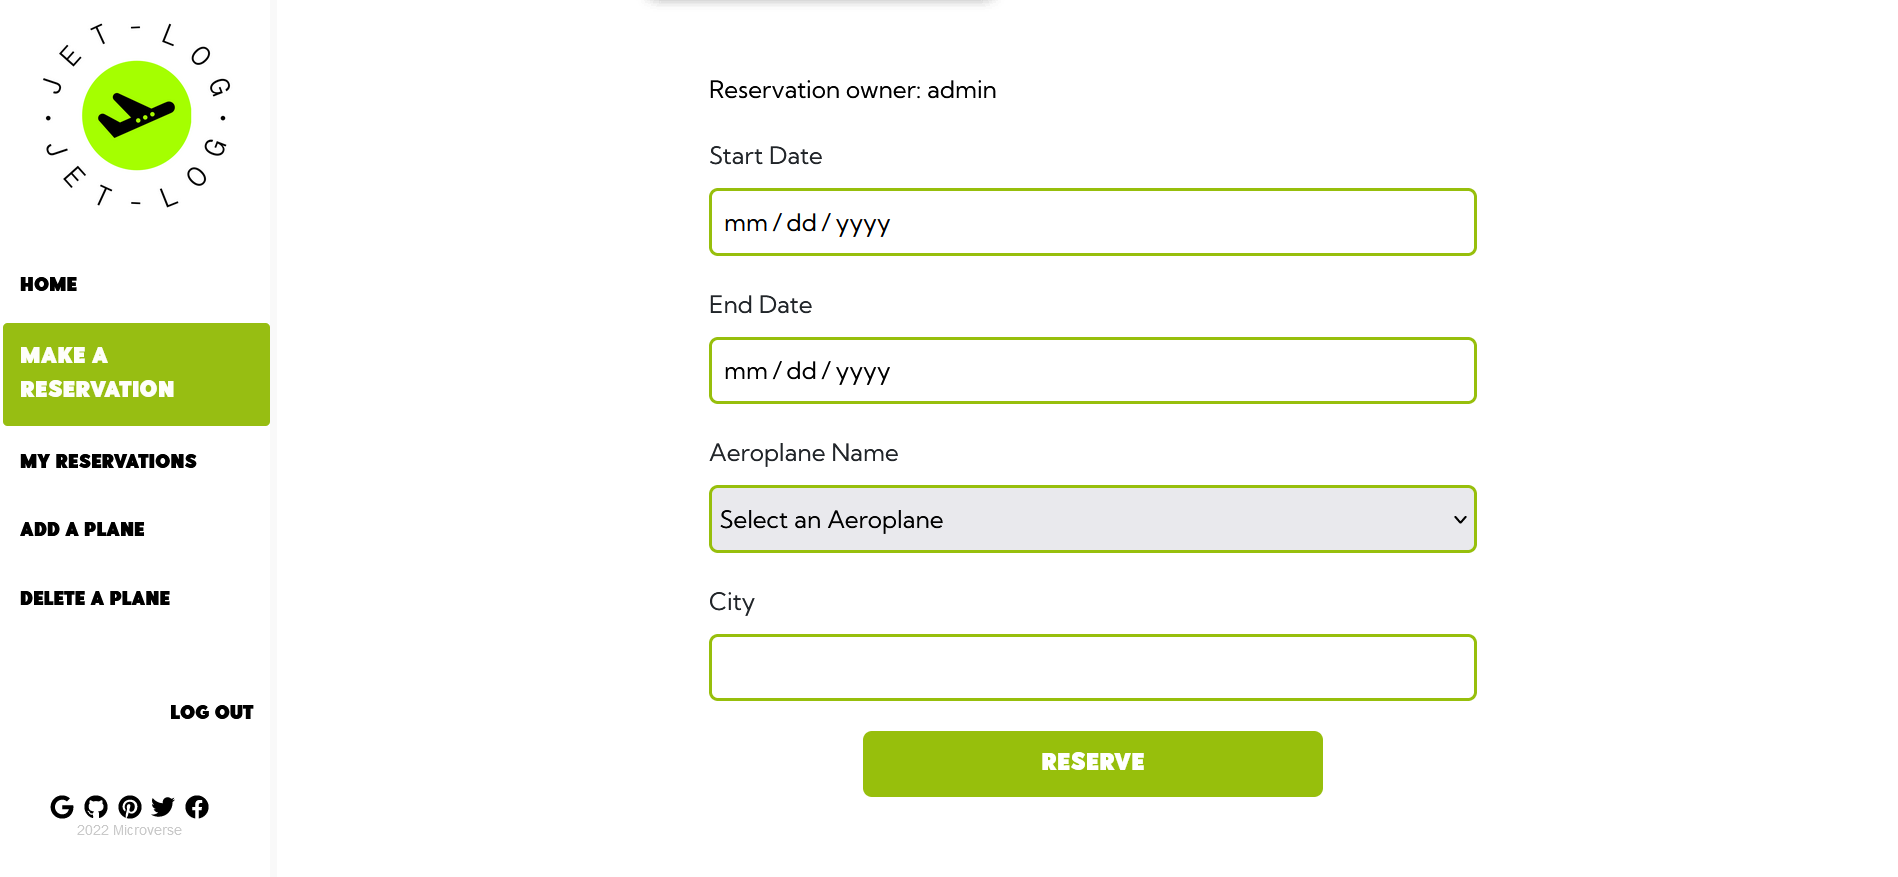 JET-LOG
JET-LOG
HOME
MAKE A
RESERVATION
MY RESERVATIONS
ADD A PLANE
DELETE A PLANE
LOG OUT
2022 Microverse
Reservation owner: admin
Start Date
mm/dd/yyyy
End Date
mm/dd/yyyy
Aeroplane Name
Select an Aeroplane
City
RESERVE